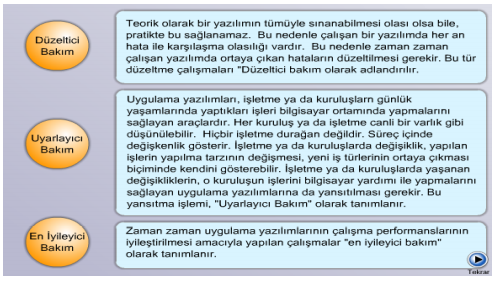 Düzeltici
Bakım
Teorik olarak bir yazılımın tümüyle sınanabilmesi olası olsa bile,
pratikte bu sağlanamaz. Bu nedenle çalışan bir yazılımda her an
hata ile karşılaşma olasılığı vardır. Bu nedenle zaman zaman
çalışan yazılımda ortaya çıkan hataların düzeltilmesi gerekir. Bu tür
düzeltme çalışmaları "Düzeltici bakım olarak adlandırılır.
Uyarlayıcı
Bakım
Uygulama yazılımları, işletme ya da kuruluşların günlük
yaşamlarında yaptıkları işleri bilgisayar ortamında yapmalarını
sağlayan araçlardır. Her kuruluş ya da işletme canlı bir varlık gibi
düşünülebilir. Hiçbir işletme durağan değildir. Süreç içinde
değişkenlik gösterir. İşletme ya da kuruluşlarda değişiklik, yapılan
işlerin yapılma tarzının değişmesi, yeni iş türlerinin ortaya çıkması
biçiminde kendini gösterebilir. İşletme ya da kuruluşlarda yaşanan
değişikliklerin, o kuruluşun işlerini bilgisayar yardımı ile yapmalarını
sağlayan uygulama yazılımlarına da yansıtılması gerekir. Bu
yansıtma işlemi, "Uyarlayıcı Bakım" olarak tanımlanır.
En İyileyici
Bakım
Zaman zaman uygulama yazılımlarının çalışma performanslarının
iyileştirilmesi amacıyla yapılan çalışmalar "en iyileyici bakım"
olarak tanımlanır.
Tekrar